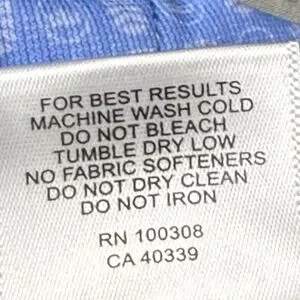 FOR BEST RESULTS
MACHINE WASH COLD
DO NOT BLEACH
TUMBLE DRY LOW
NO FABRIC SOFTENERS
DO NOT DRY CLEAN
DO NOT IRON
RN 100308
CA 40339